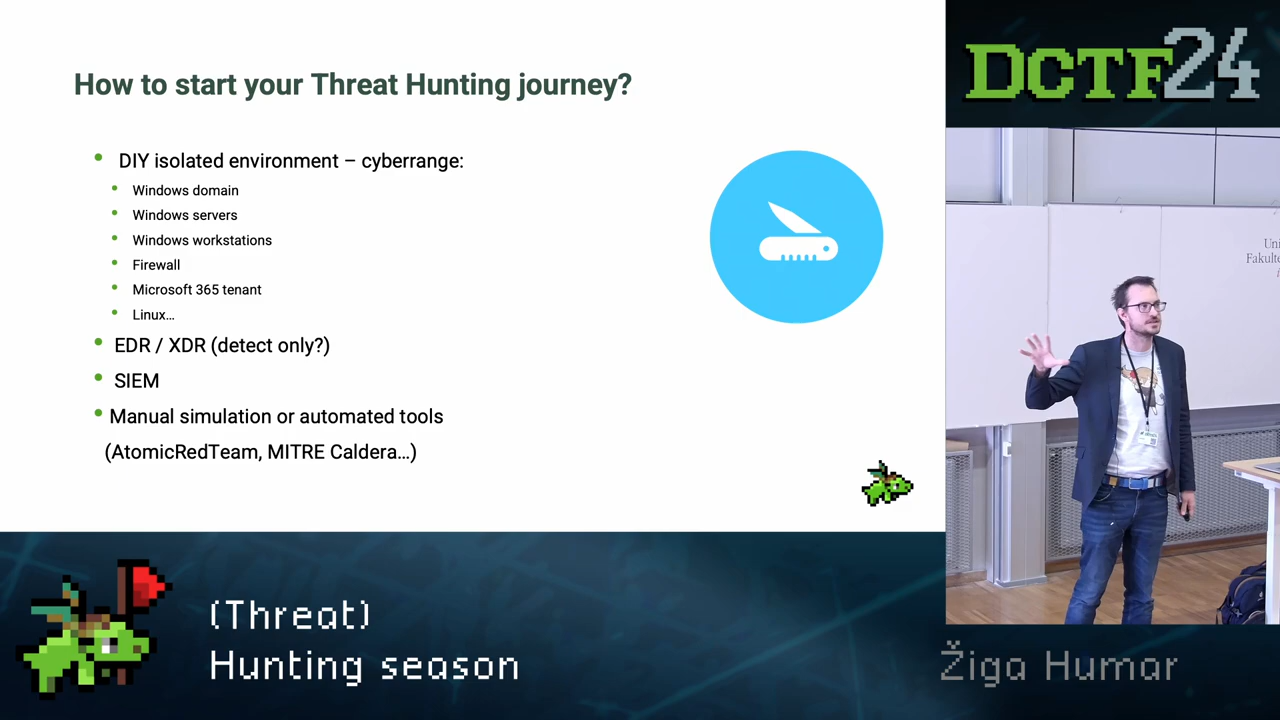 How to start your Threat Hunting journey?
DIY isolated environment – cyberrange:
Windows domain
Windows servers
Windows workstations
Firewall
Microsoft 365 tenant
Linux…
EDR / XDR (detect only?)
SIEM
Manual simulation or automated tools
(AtomicRedTeam, MITRE Caldera…)
DCTF24
(Threat)
Hunting season
Žiga Humar